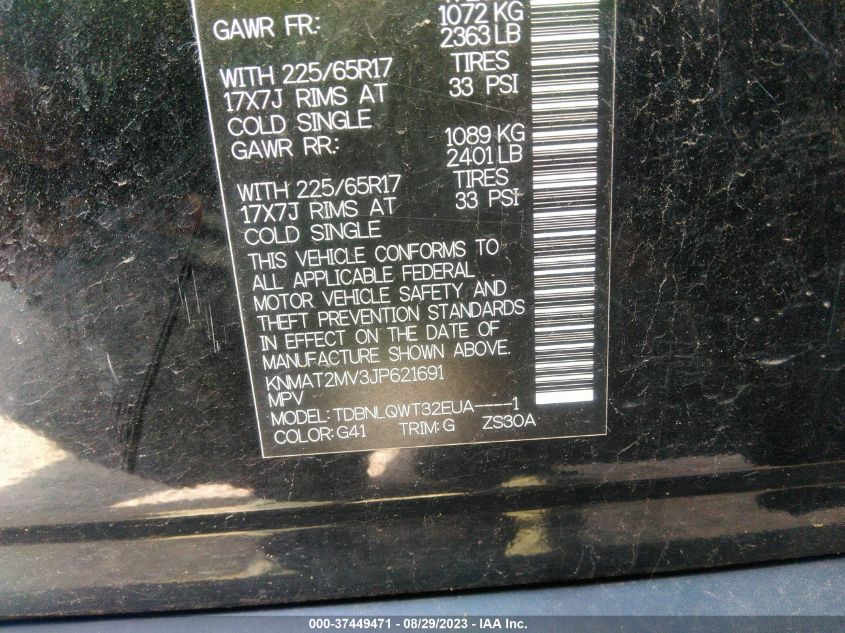 1072 KG
GAWR FR: 2363 LB
WITH 225/65R17 TIRES
17X7J RIMS AT 33 PSI
COLD SINGLE 1089 KG
GAWR RR: 2401 LB
WITH 225/65R17 TIRES
17X7J RIMS AT 33 PSI
COLD SINGLE
THIS VEHICLE CONFORMS TO
ALL APPLICABLE FEDERAL
MOTOR VEHICLE SAFETY AND
THEFT PREVENTION STANDARDS
IN EFFECT ON THE DATE OF
MANUFACTURE SHOWN ABOVE.
KNMAT2MV3JP621691
MPV
MODEL: TDBNLQWT32EUA----1
COLOR: G41 TRIM: G ZS30A
000-37449471 - 08/29/2023 - IAA Inc.